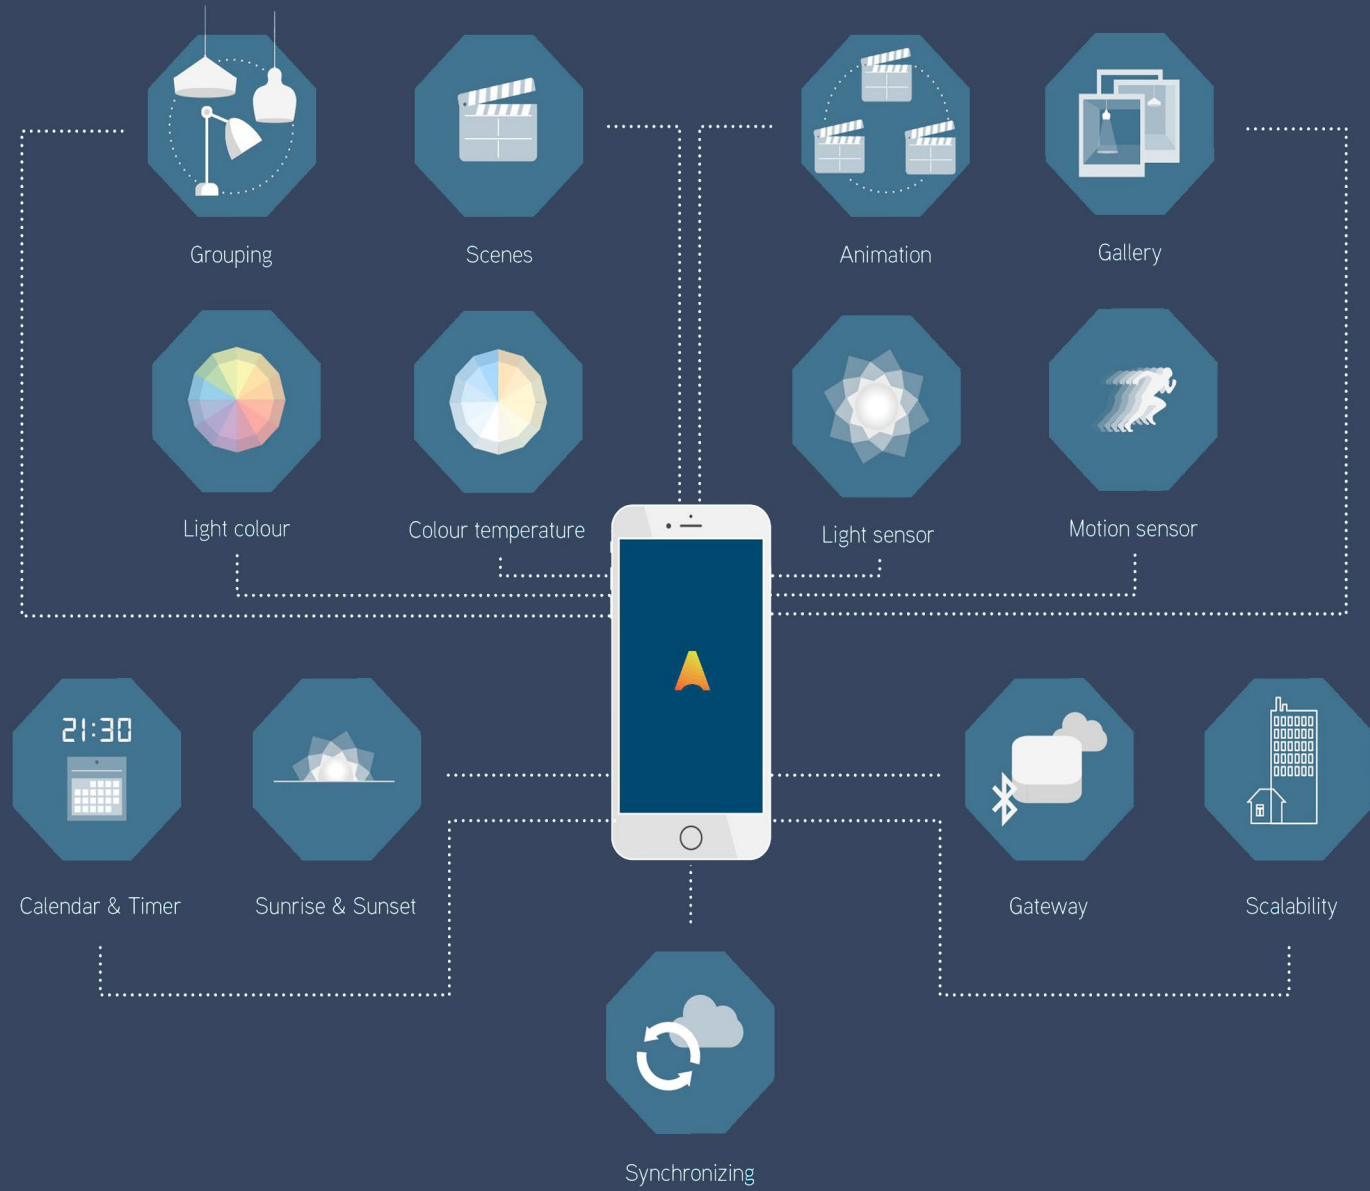 Grouping
Scenes
Animation
Gallery
Light colour
Colour temperature
Light sensor
Motion sensor
21:30
Calendar & Timer
Sunrise & Sunset
Gateway
Scalability
Synchronizing